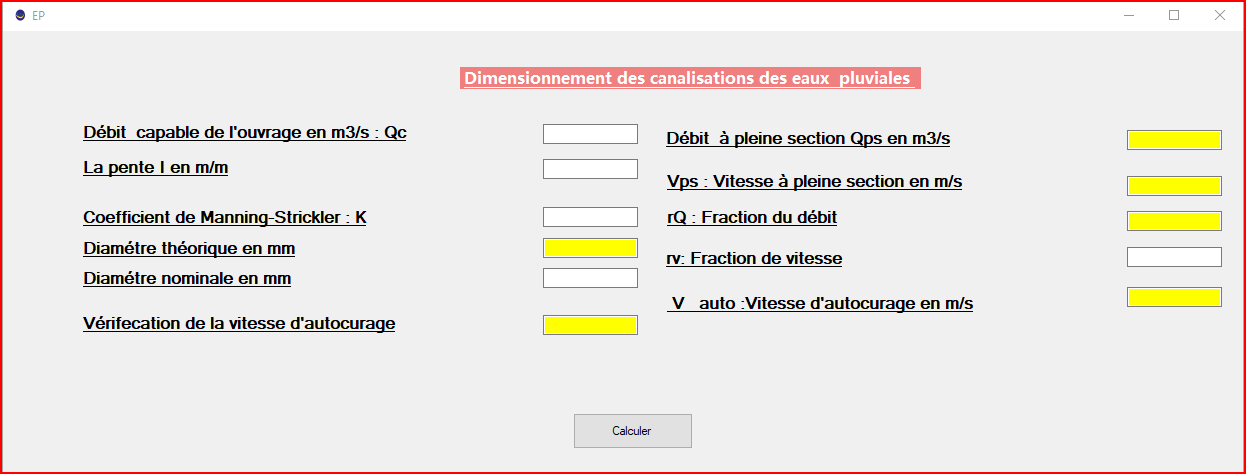 EP
Dimensionnement des canalisations des eaux  pluviales
Débit  capable de l'ouvrage en m3/s : Qc
La pente I en m/m
Coefficient de Manning-Strickler : K
Diamétre théorique en mm
Diamétre nominale en mm
Vérifecation de la vitesse d'autocurage
Débit  à pleine section Qps en m3/s
Vps : Vitesse à pleine section en m/s
rQ : Fraction du débit
rv: Fraction de vitesse
V   auto :Vitesse d'autocurage en m/s
Calculer